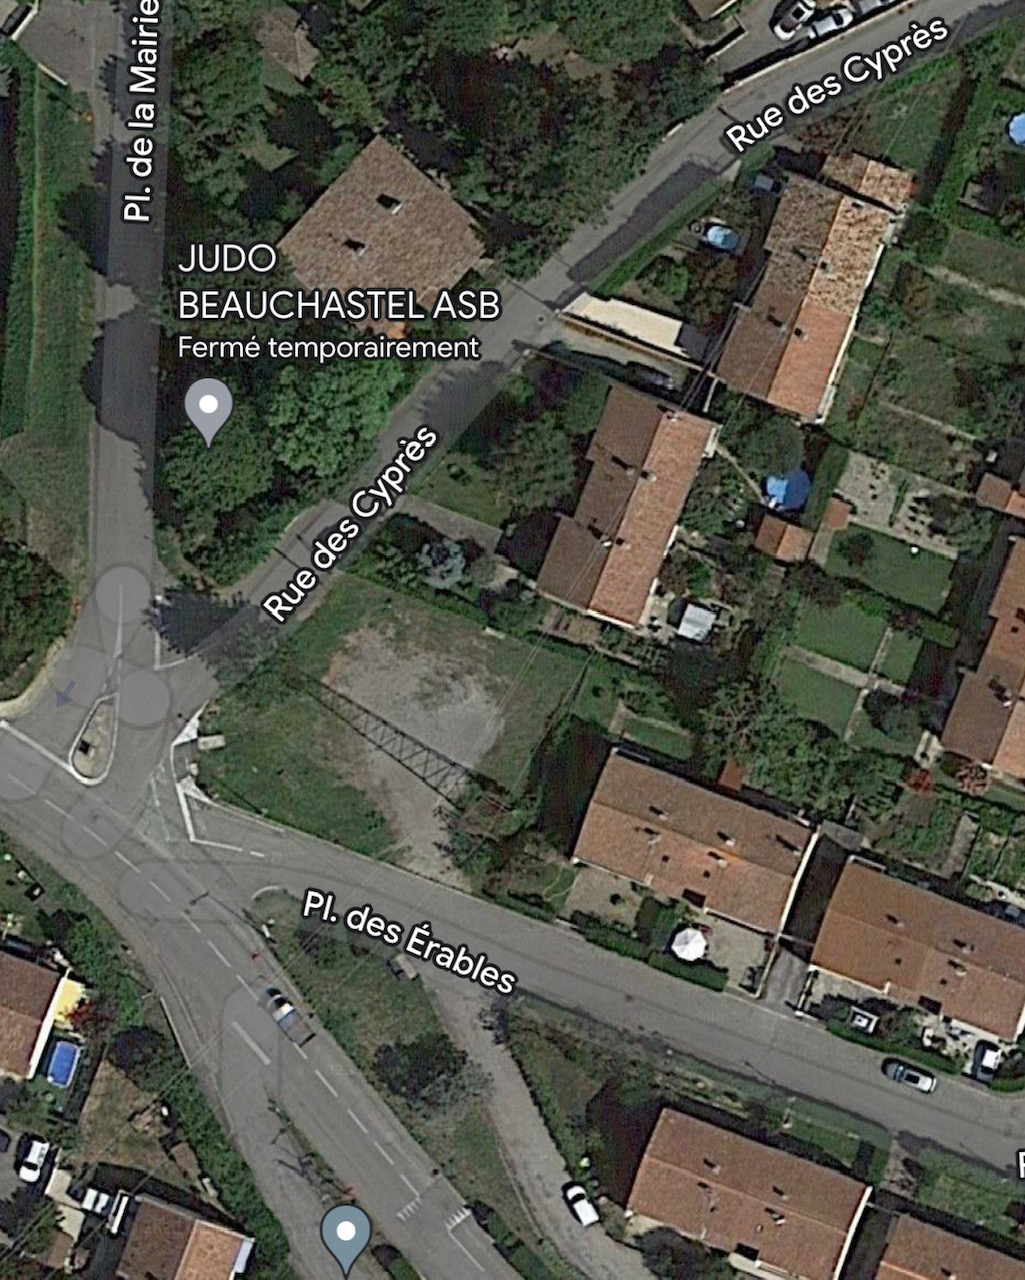 Pl. de la Mairie
Rue des Cyprès
JUDO
BEAUCHASTEL ASB
Fermé temporairement
Rue des Cyprès
Pl. des Érables